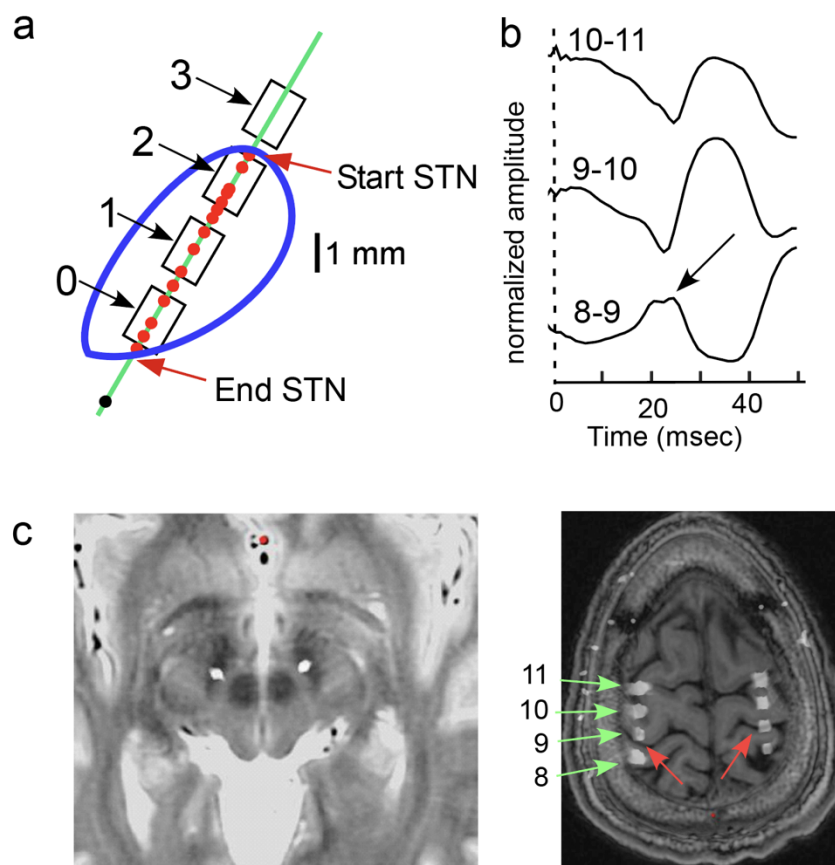 a
3
2
1
0
Start STN
1 mm
End STN
b
10-11
9-10
8-9
normalized amplitude
0 20 40
Time (msec)
c
11
10
9
8